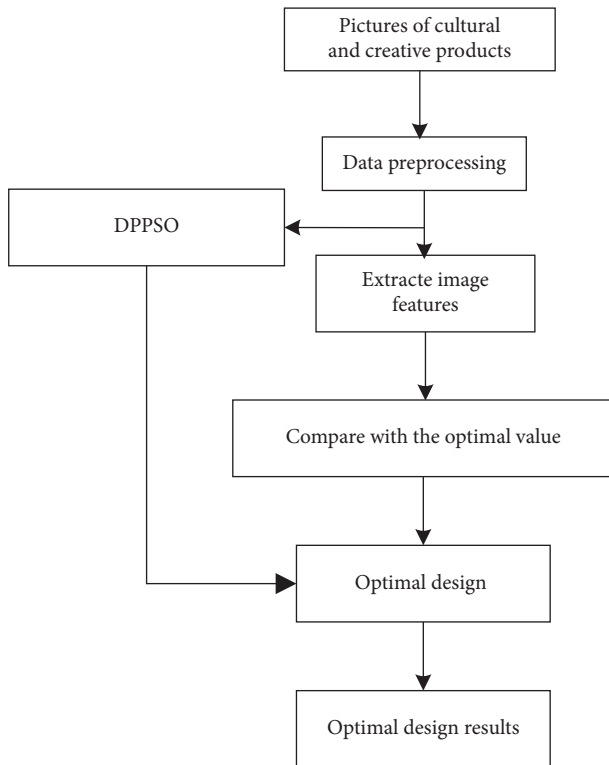 Pictures of cultural
and creative products
Data preprocessing
DPPSO
Extracte image
features
Compare with the optimal value
Optimal design
Optimal design results